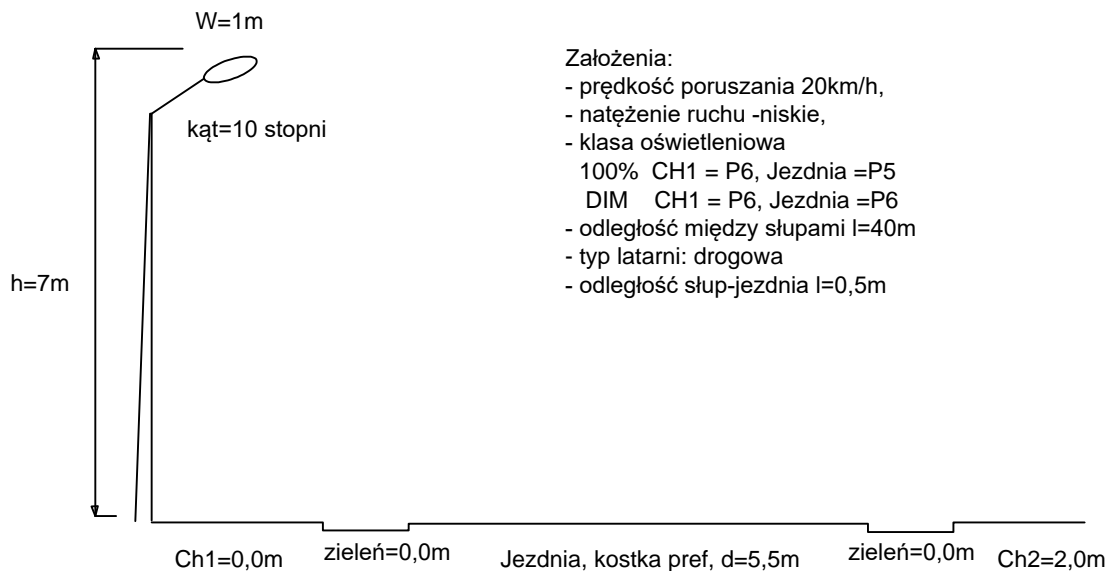 W=1m
kąt=10 stopni
h=7m
Założenia:
- prędkość poruszania 20km/h,
- natężenie ruchu -niskie,
- klasa oświetleniowa
100% CH1 = P6, Jezdnia =P5
DIM CH1 = P6, Jezdnia =P6
- odległość między słupami l=40m
- typ latarni: drogowa
- odległość słup-jezdnia l=0,5m
Ch1=0,0m
zieleń=0,0m
Jezdnia, kostka pref, d=5,5m
zieleń=0,0m
Ch2=2,0m